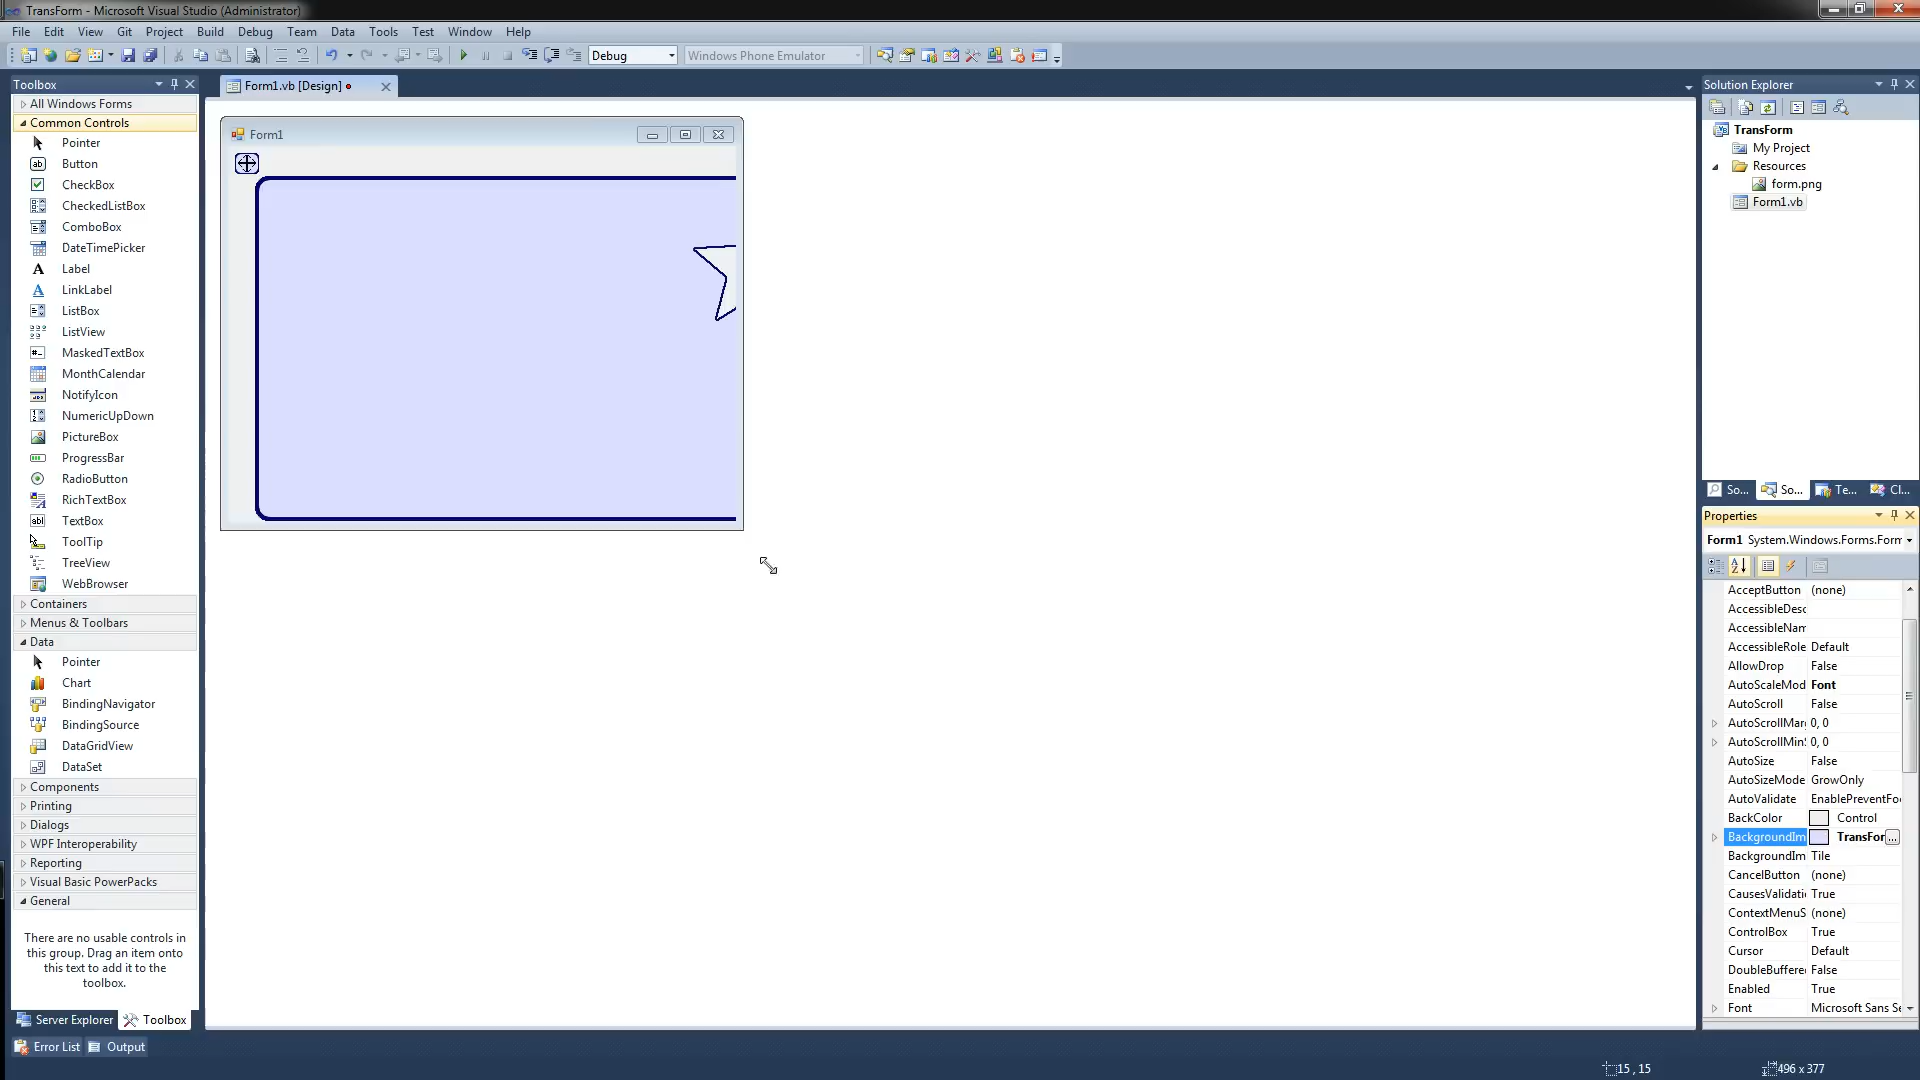 TransForm - Microsoft Visual Studio (Administrator)
File Edit View Git Project Build Debug Team Data Tools Test Window Help
Debug Windows Phone Emulator
Toolbox
Form1.vb [Design]
Solution Explorer
All Windows Forms
Common Controls
Pointer
Button
CheckBox
CheckedListBox
ComboBox
DateTimePicker
Label
LinkLabel
ListBox
ListView
MaskedTextBox
MonthCalendar
NotifyIcon
NumericUpDown
PictureBox
ProgressBar
RadioButton
RichTextBox
TextBox
ToolTip
TreeView
WebBrowser
Containers
Menus & Toolbars
Data
Pointer
Chart
BindingNavigator
BindingSource
DataGridView
DataSet
Components
Printing
Dialogs
WPF Interoperability
Reporting
Visual Basic PowerPacks
General
There are no usable controls in
this group. Drag an item onto
this text to add it to the
toolbox.
Server Explorer Toolbox
Error List Output
Form1
TransForm
My Project
Resources
form.png
Form1.vb
So... So... Te... Cl...
Properties
Form1 System.Windows.Forms.Form
AcceptButton (none)
AccessibleDesc
AccessibleNam
AccessibleRole Default
AllowDrop False
AutoScaleMod Font
AutoScroll False
AutoScrollMar 0, 0
AutoScrollMin 0, 0
AutoSize False
AutoSizeMode GrowOnly
AutoValidate EnablePreventFo
BackColor Control
BackgroundIm TransFor ...
BackgroundIm Tile
CancelButton (none)
CausesValidati True
ContextMenuS (none)
ControlBox True
Cursor Default
DoubleBuffere False
Enabled True
Font Microsoft Sans Se
15 , 15 496 x 377